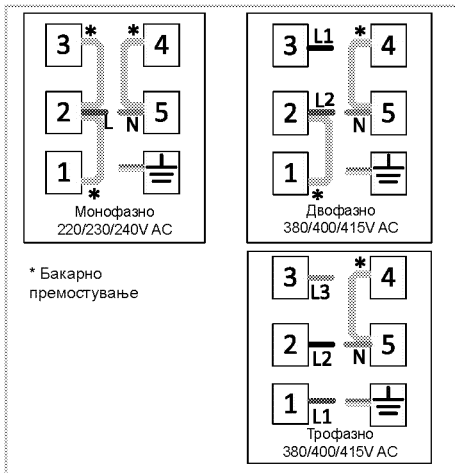 3 * * 4
2 L N 5
1 *
Монофазно
220/230/240V AC
3 L1 * 4
2 L2 N 5
1 *
Двофазно
380/400/415V AC
* Бакарно
премостување
3 L3 * 4
2 L2 N 5
1 L1
Трофазно
380/400/415V AC